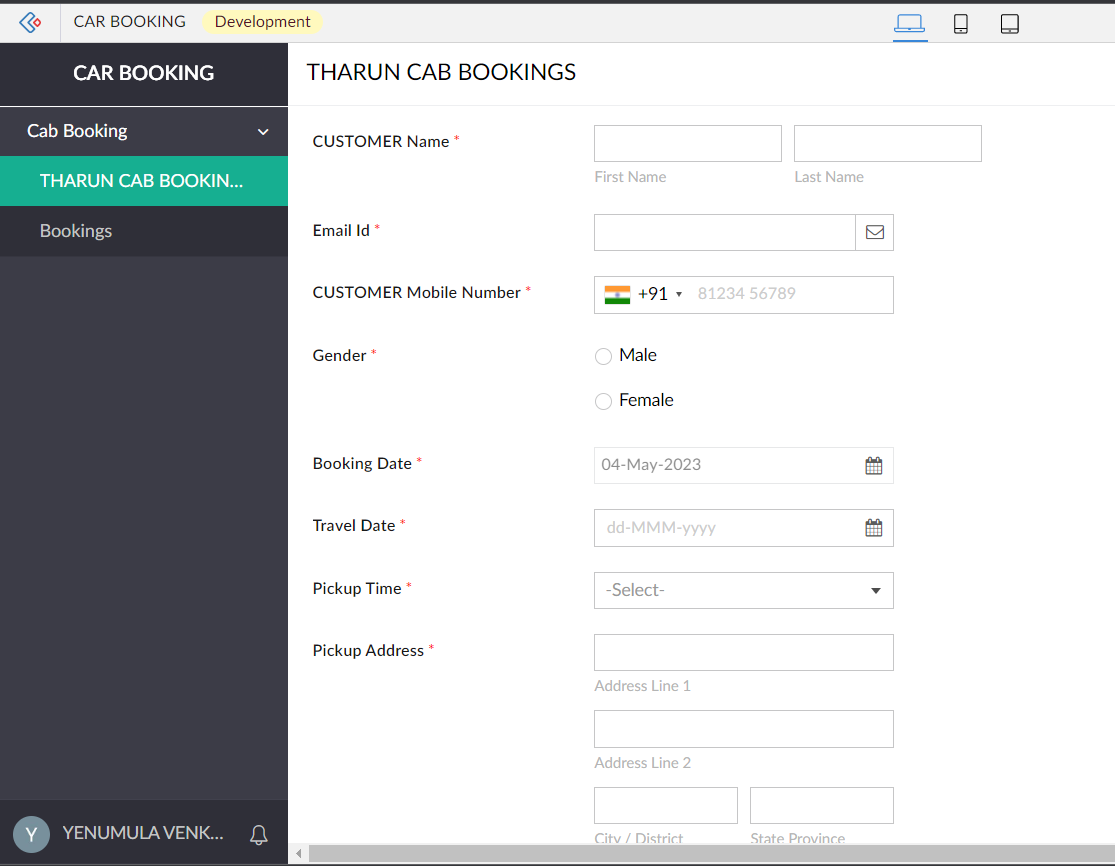 CAR BOOKING
Development
CAR BOOKING
Cab Booking
THARUN CAB BOOKIN...
Bookings
YENUMULA VENK...
Y
THARUN CAB BOOKINGS
CUSTOMER Name *
First Name
Last Name
Email Id *
CUSTOMER Mobile Number *
+91
81234 56789
Gender *
Male
Female
Booking Date *
04-May-2023
Travel Date *
dd-MMM-yyyy
Pickup Time *
-Select-
Pickup Address *
Address Line 1
Address Line 2
City / District
State Province